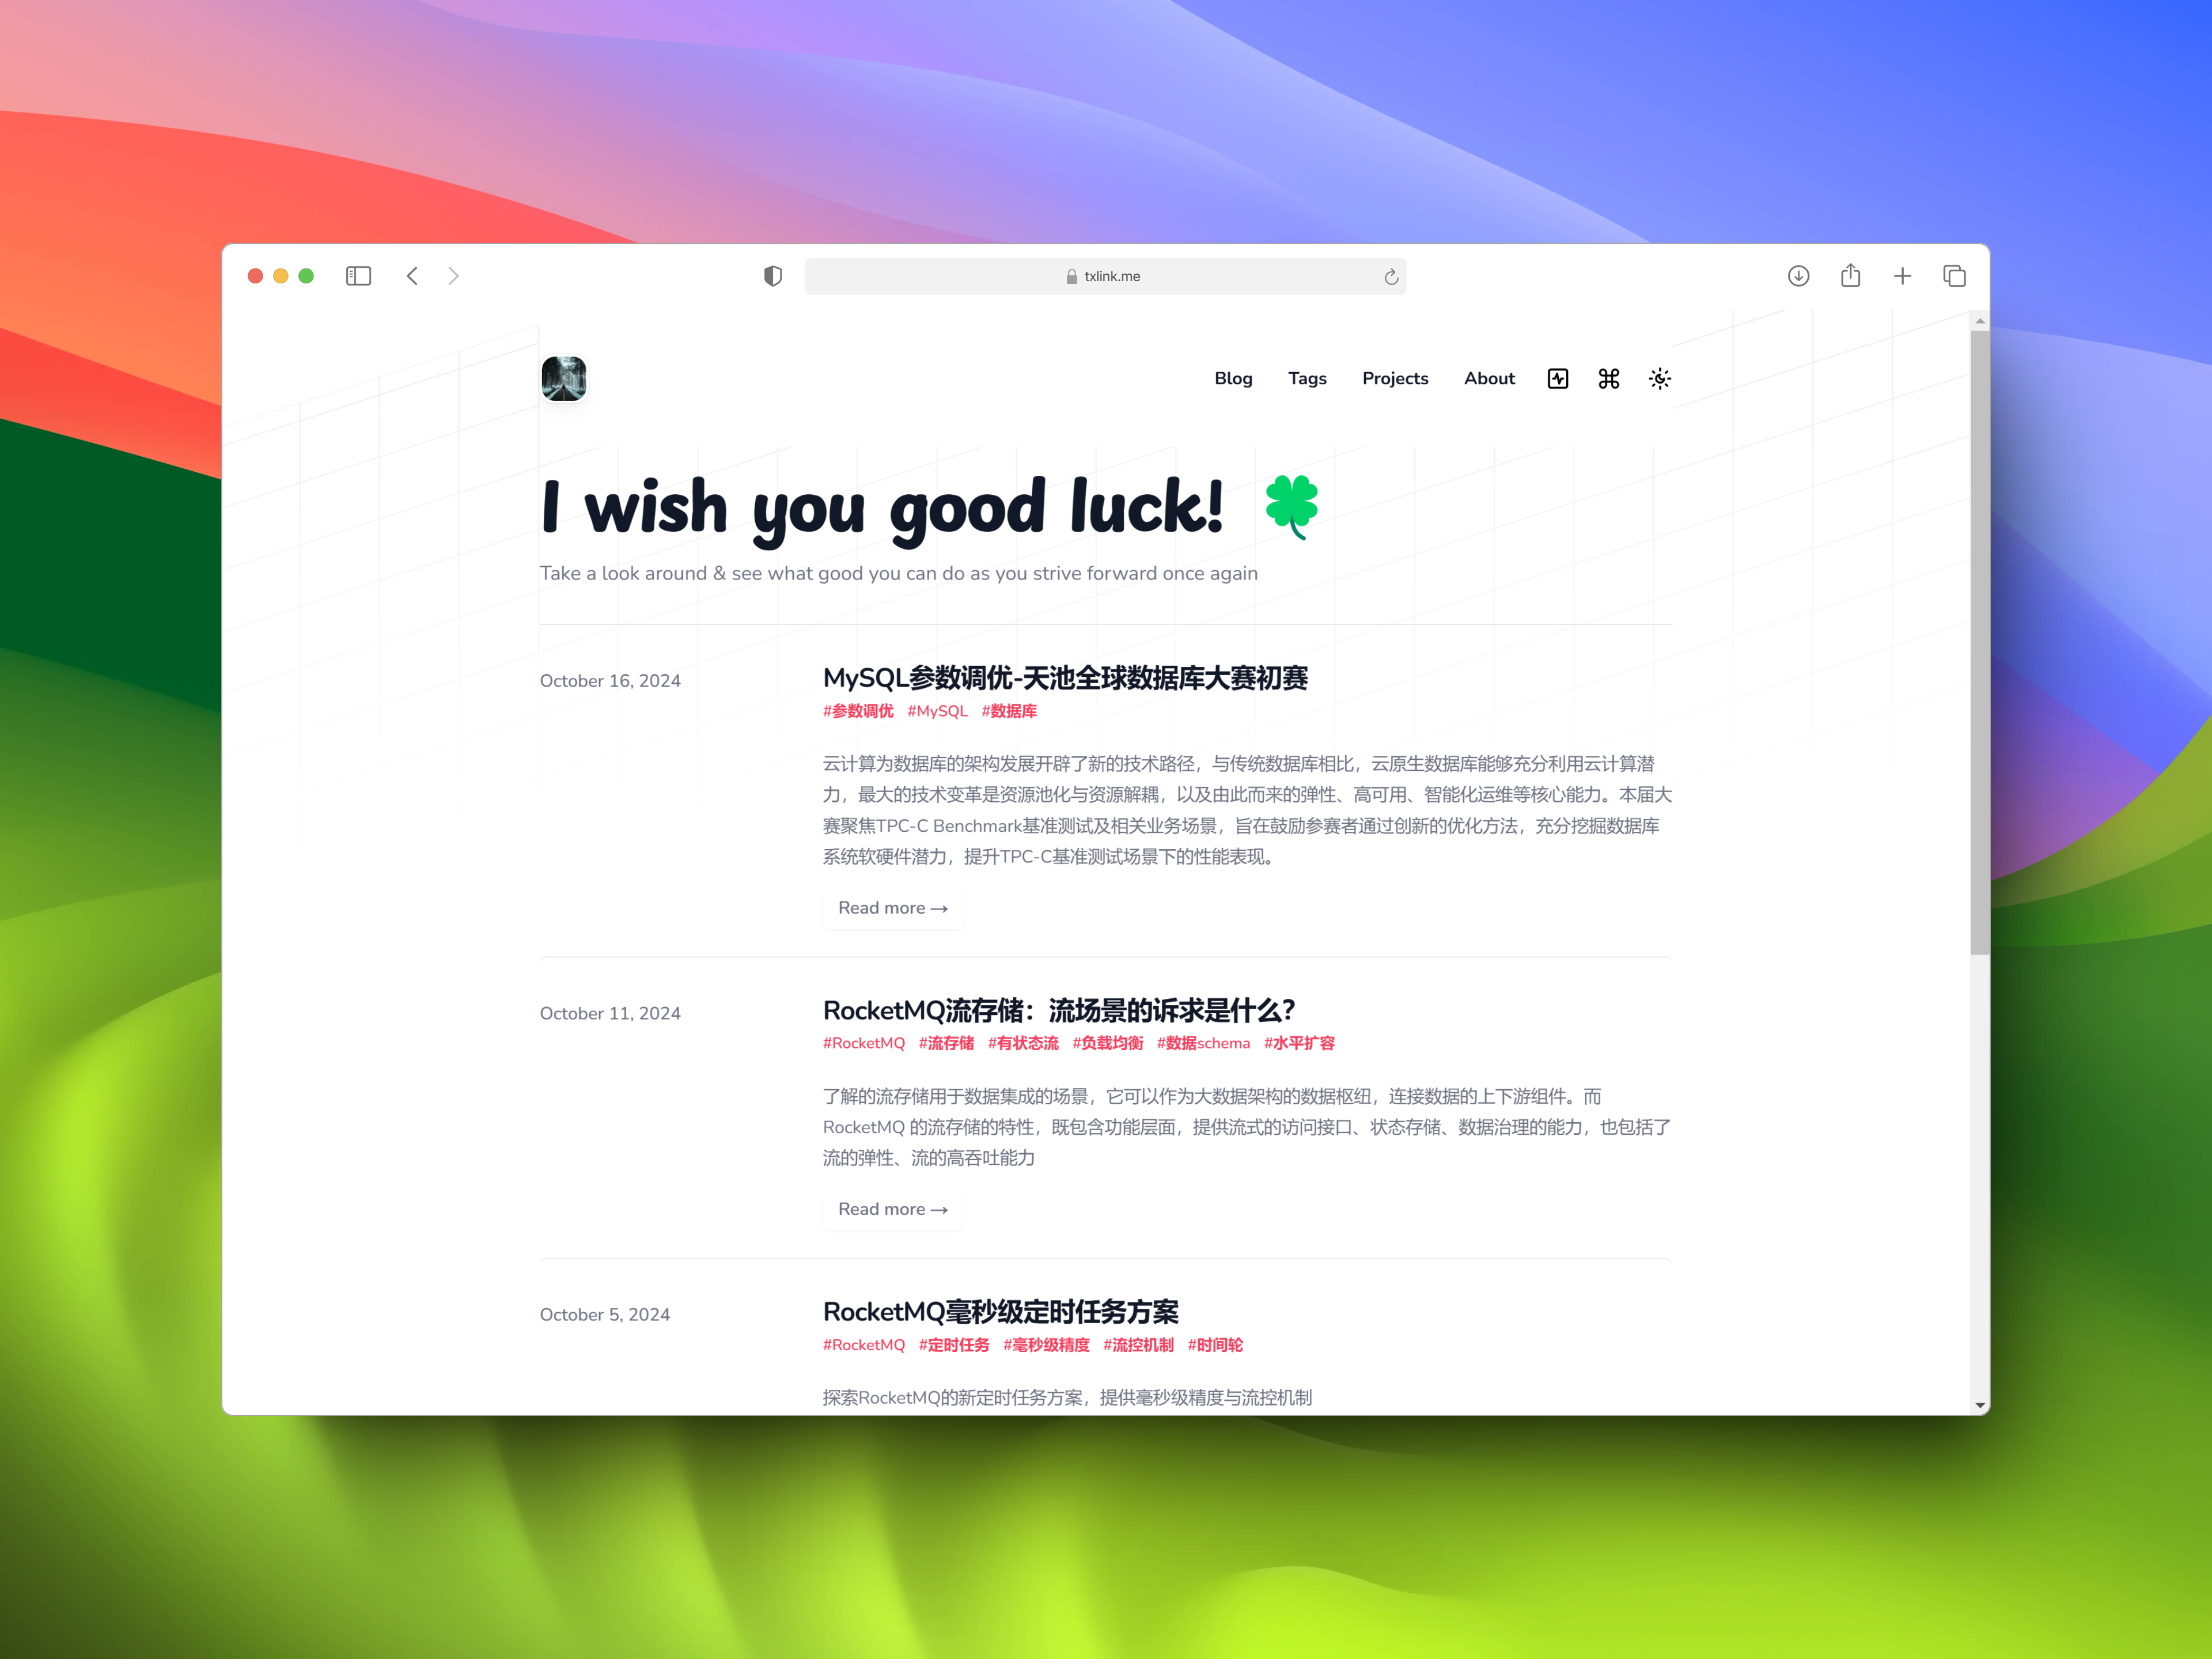 txlink.me
Blog Tags Projects About
I wish you good luck! 🍀
Take a look around & see what good you can do as you strive forward once again
October 16, 2024
MySQL参数调优-天池全球数据库大赛初赛
#参数调优 #MySQL #数据库
云计算为数据库的架构发展开辟了新的技术路径，与传统数据库相比，云原生数据库能够充分利用云计算潜
力，最大的技术变革是资源池化与资源解耦，以及由此而来的弹性、高可用、智能化运维等核心能力。本届大
赛聚焦TPC-C Benchmark基准测试及相关业务场景，旨在鼓励参赛者通过创新的优化方法，充分挖掘数据库
系统软硬件潜力，提升TPC-C基准测试场景下的性能表现。
Read more →
October 11, 2024
RocketMQ流存储：流场景的诉求是什么？
#RocketMQ #流存储 #有状态流 #负载均衡 #数据schema #水平扩容
了解的流存储用于数据集成的场景，它可以作为大数据架构的数据枢纽，连接数据的上下游组件。而
RocketMQ 的流存储的特性，既包含功能层面，提供流式的访问接口、状态存储、数据治理的能力，也包括了
流的弹性、流的高吞吐能力
Read more →
October 5, 2024
RocketMQ毫秒级定时任务方案
#RocketMQ #定时任务 #毫秒级精度 #流控机制 #时间轮
探索RocketMQ的新定时任务方案，提供毫秒级精度与流控机制